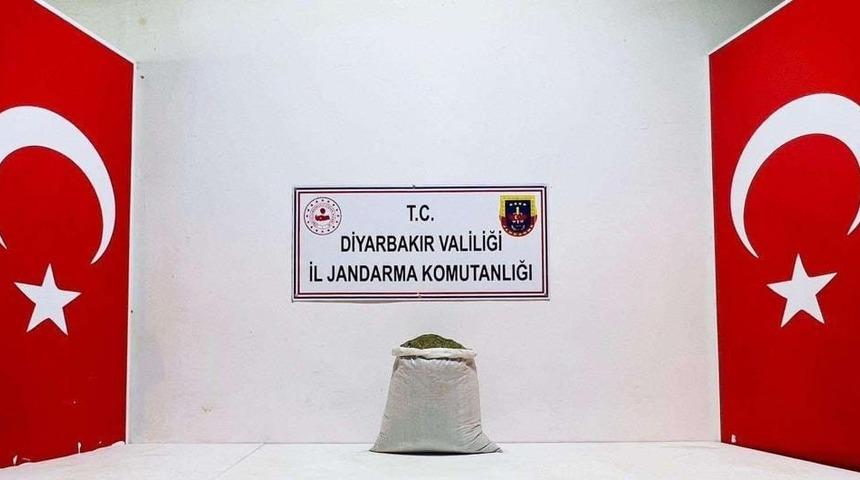 T.C.
DİYARBAKIR VALİLİĞİ
İL JANDARMA KOMUTANLIĞI